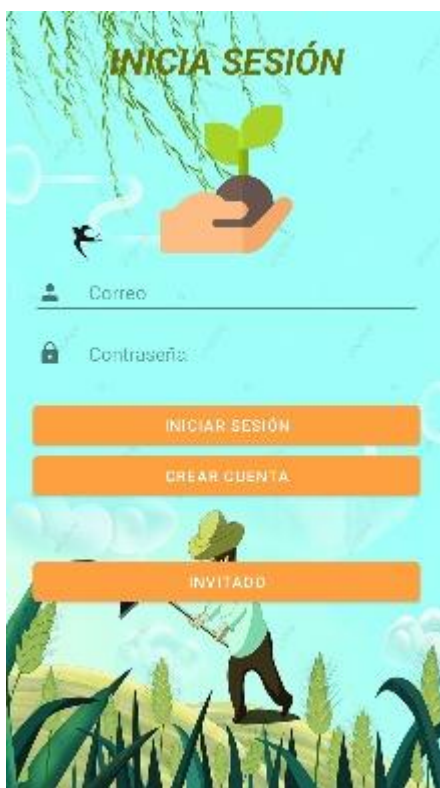 INICIA SESIÓN
Correo
Contraseña
INICIAR SESIÓN
CREAR CUENTA
INVITADO